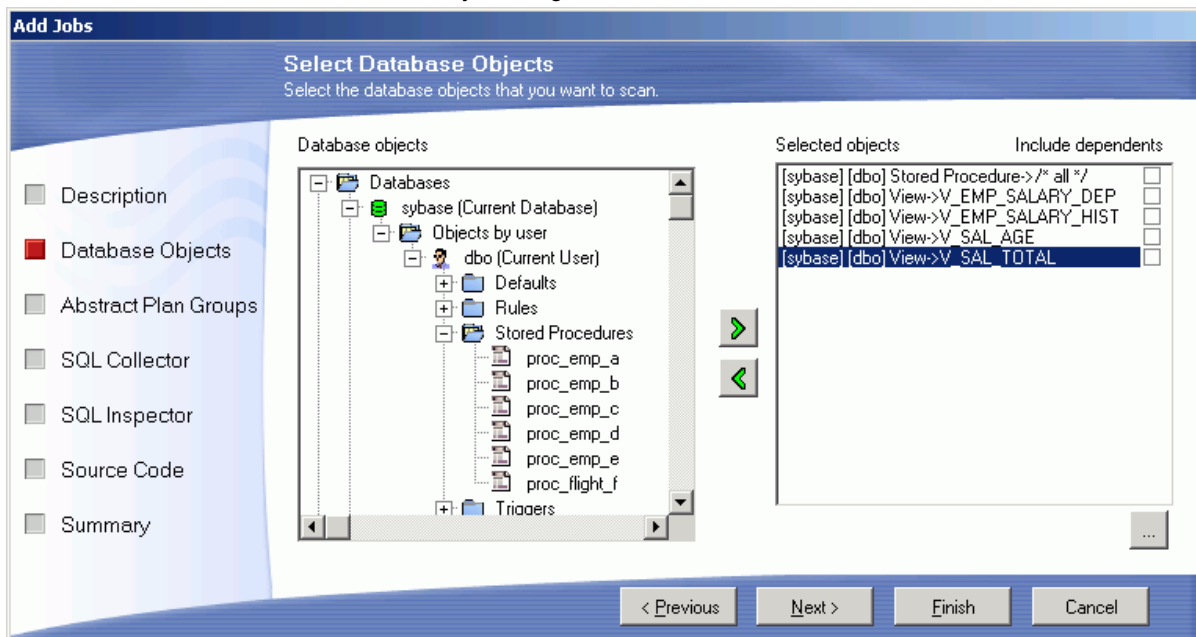 Add Jobs
Select Database Objects
Select the database objects that you want to scan.
Description
Database Objects
Abstract Plan Groups
SQL Collector
SQL Inspector
Source Code
Summary
Database objects
Databases
sybase (Current Database)
Objects by user
dbo (Current User)
Defaults
Rules
Stored Procedures
proc_emp_a
proc_emp_b
proc_emp_c
proc_emp_d
proc_emp_e
proc_flight_f
Triggers
Selected objects Include dependents
[sybase] [dbo] Stored Procedure->/* all */
[sybase] [dbo] View->V_EMP_SALARY_DEP
[sybase] [dbo] View->V_EMP_SALARY_HIST
[sybase] [dbo] View->V_SAL_AGE
[sybase] [dbo] View->V_SAL_TOTAL
...
< Previous Next > Finish Cancel